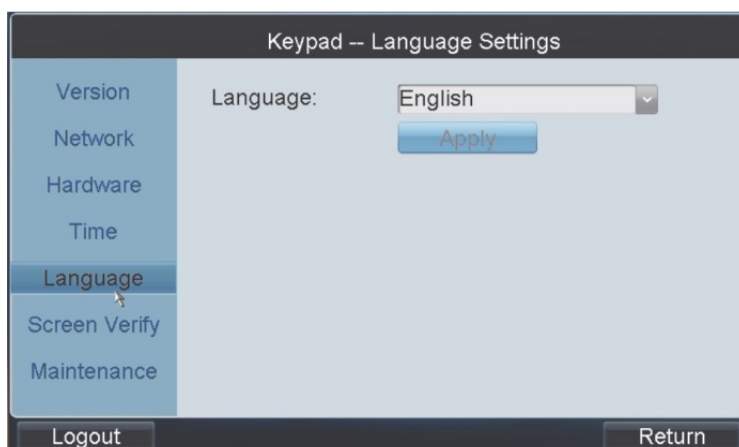 Keypad -- Language Settings
Version
Network
Hardware
Time
Language
Screen Verify
Maintenance
Language:
English
Apply
Logout
Return